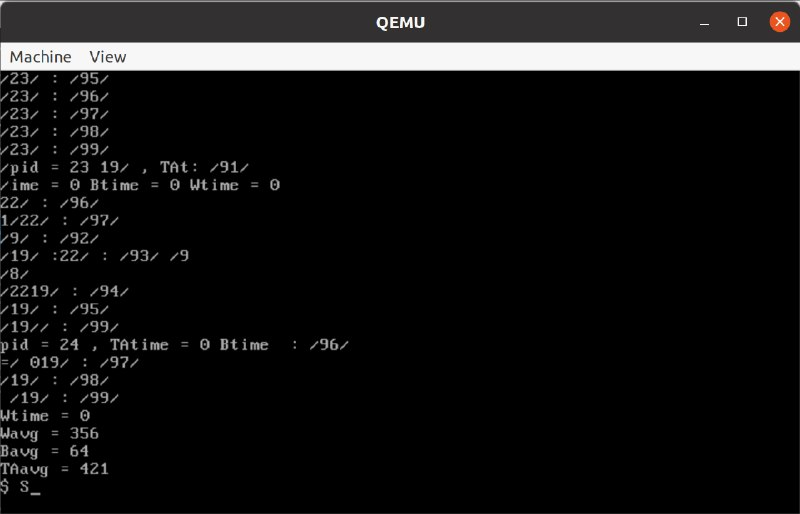 QEMU
Machine View
/23/ : /95/
/23/ : /96/
/23/ : /97/
/23/ : /98/
/23/ : /99/
/pid = 23 19/ , TAt: /91/
/ime = 0 Btime = 0 Wtime = 0
22/ : /96/
1/22/ : /97/
/9/ : /92/
/19/ :22/ : /93/ /9
/8/
/2219/ : /94/
/19/ : /95/
/19// : /99/
pid = 24 , TAtime = 0 Btime  : /96/
=/ 019/ : /97/
/19/ : /98/
 /19/ : /99/
Wtime = 0
Wavg = 356
Bavg = 64
TAavg = 421
$ S_